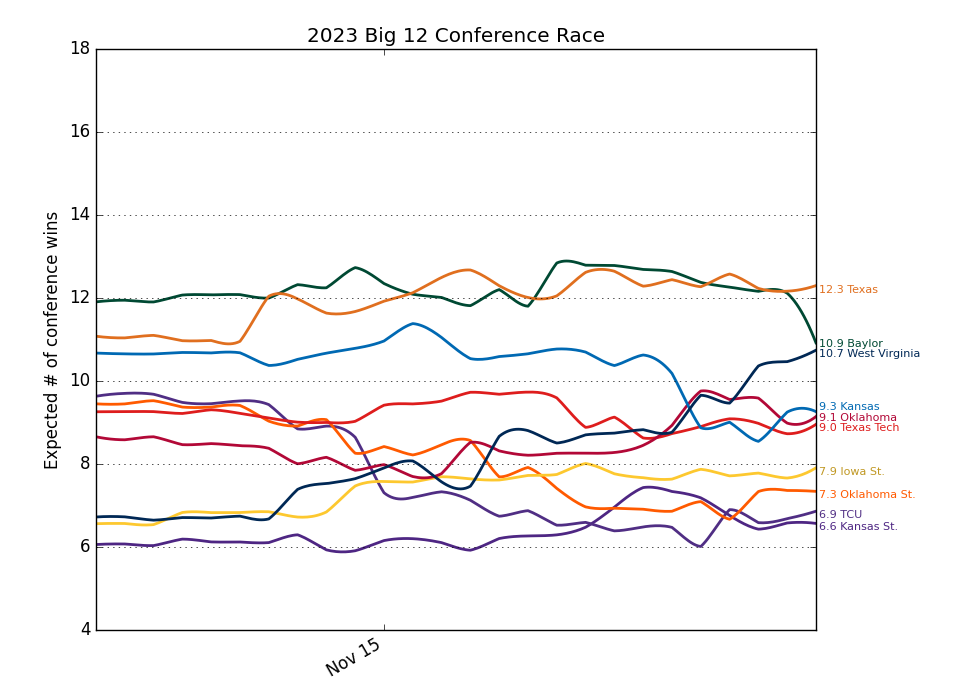 2023 Big 12 Conference Race
Expected # of conference wins
18
16
14
12
10
8
6
4
Nov 15
12.3 Texas
10.9 Baylor
10.7 West Virginia
9.3 Kansas
9.1 Oklahoma
9.0 Texas Tech
7.9 Iowa St.
7.3 Oklahoma St.
6.9 TCU
6.6 Kansas St.